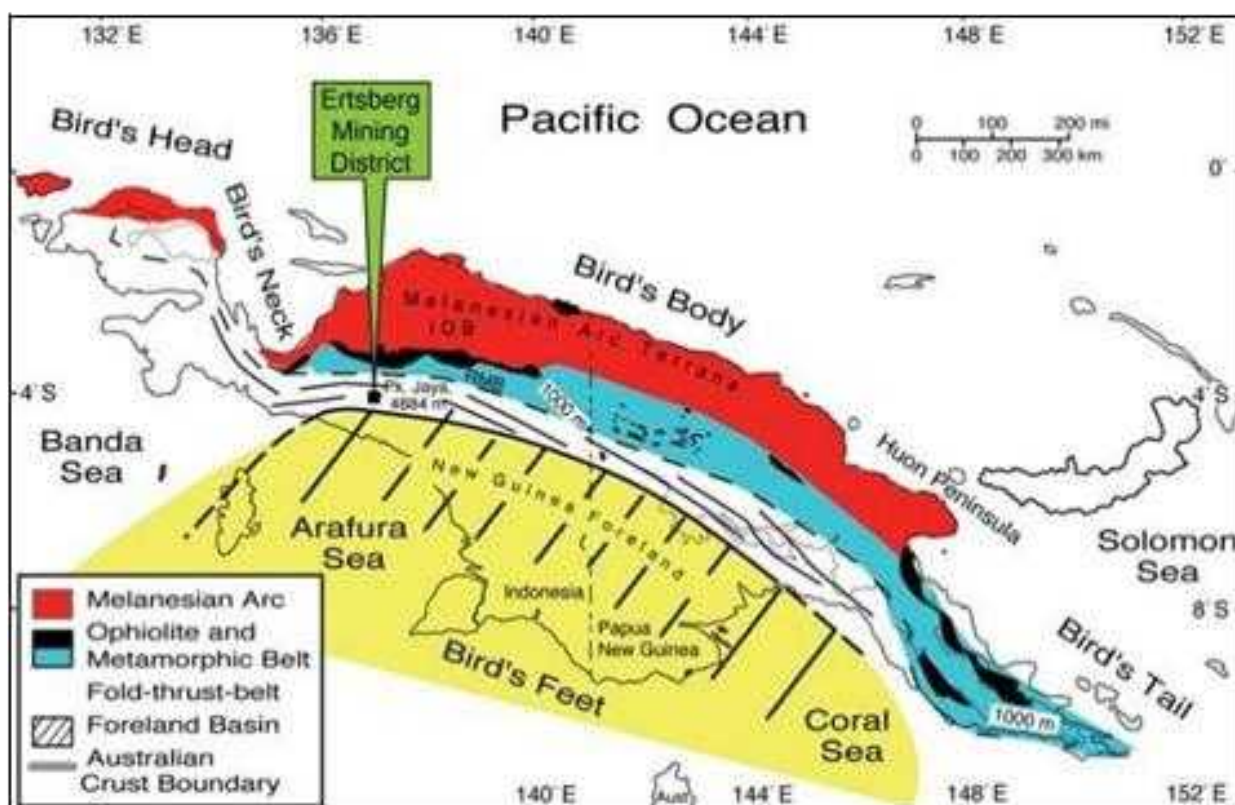 132° E
136° E
140° E
144° E
148° E
152° E
Ertsberg
Mining
District
Pacific Ocean
Bird's Head
0 100 200 mi
0 100 200 300 km
0°
Bird's Neck
Bird's Body
Melanesian Arc Terrane
IOB
4° S
Pk. Jaya
4884 m
1000 m
4° S
Banda
Sea
Huon Peninsula
New Guinea Foreland
Arafura
Sea
Solomon
Sea
Indonesia
Papua
New Guinea
8° S
Bird's Feet
Bird's Tail
Coral
Sea
1000 m
Melanesian Arc
Ophiolite and
Metamorphic Belt
Fold-thrust-belt
Foreland Basin
Australian
Crust Boundary
140° E
Aust
144° E
148° E
152° E